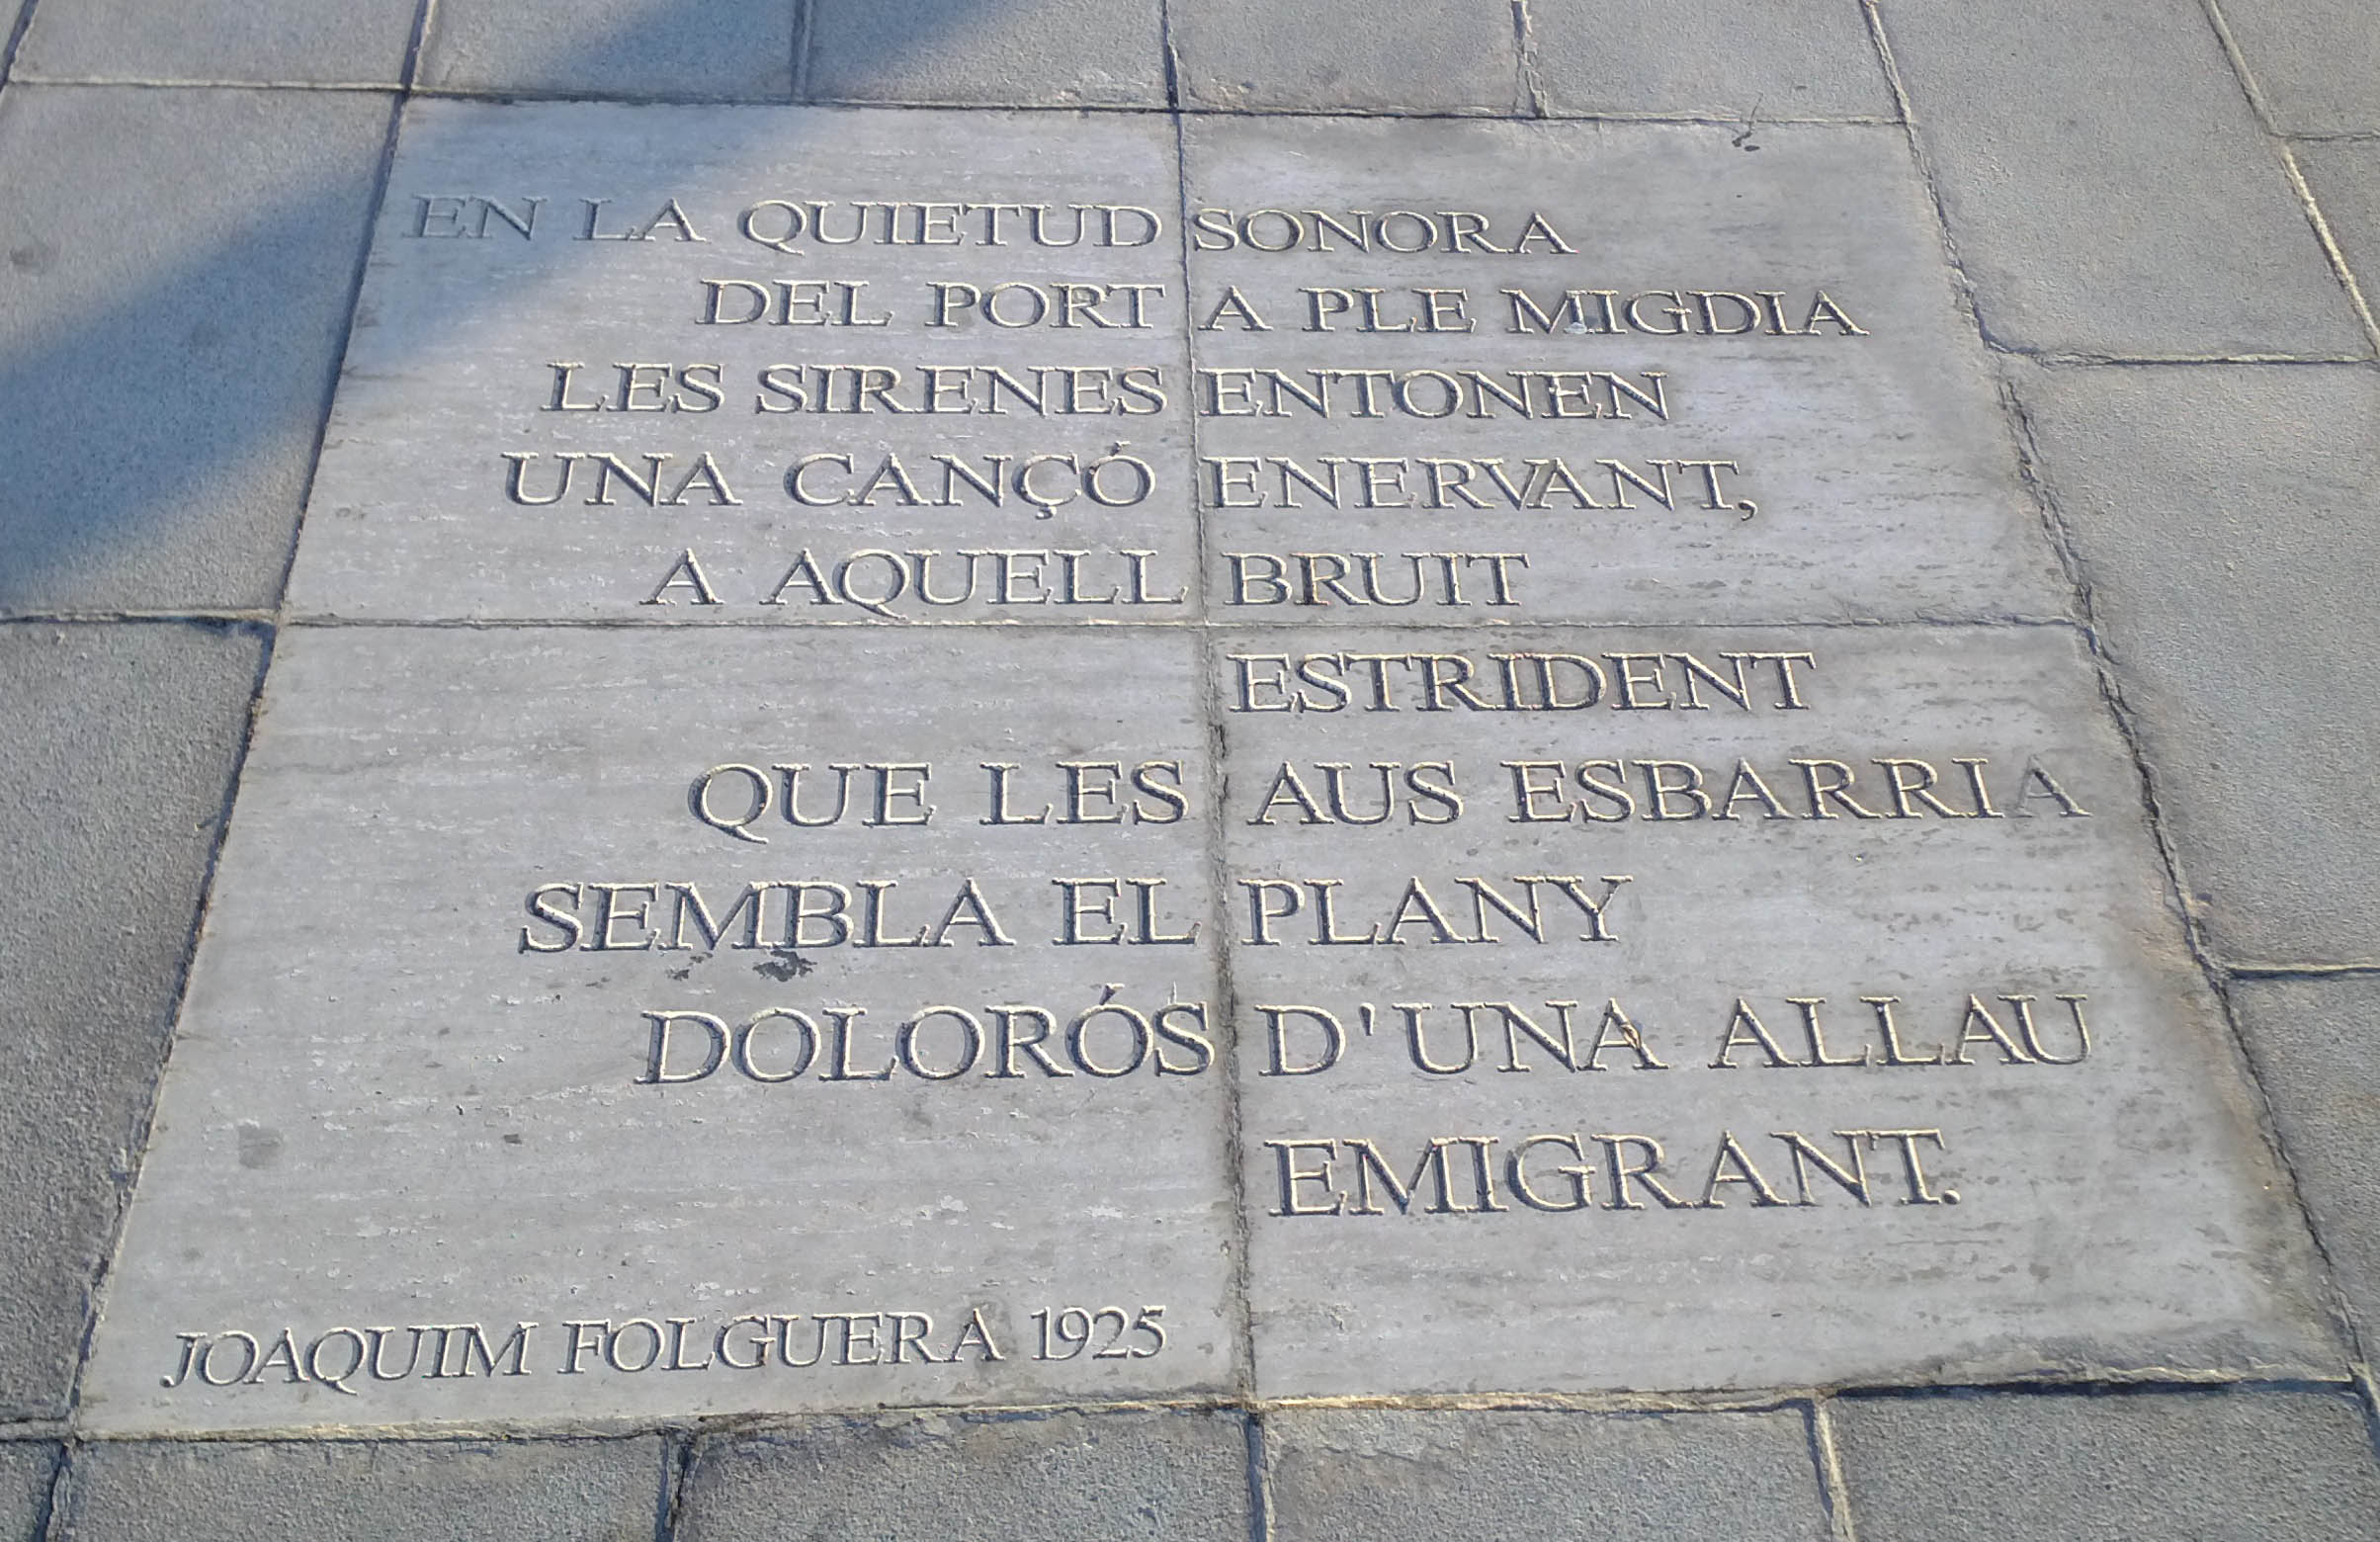 EN LA QUIETUD SONORA
DEL PORT A PLE MIGDIA
LES SIRENES ENTONEN
UNA CANÇÓ ENERVANT,
A AQUELL BRUIT
ESTRIDENT
QUE LES AUS ESBARRIA
SEMBLA EL PLANY
DOLORÓS D'UNA ALLAU
EMIGRANT.
JOAQUIM FOLGUERA 1925